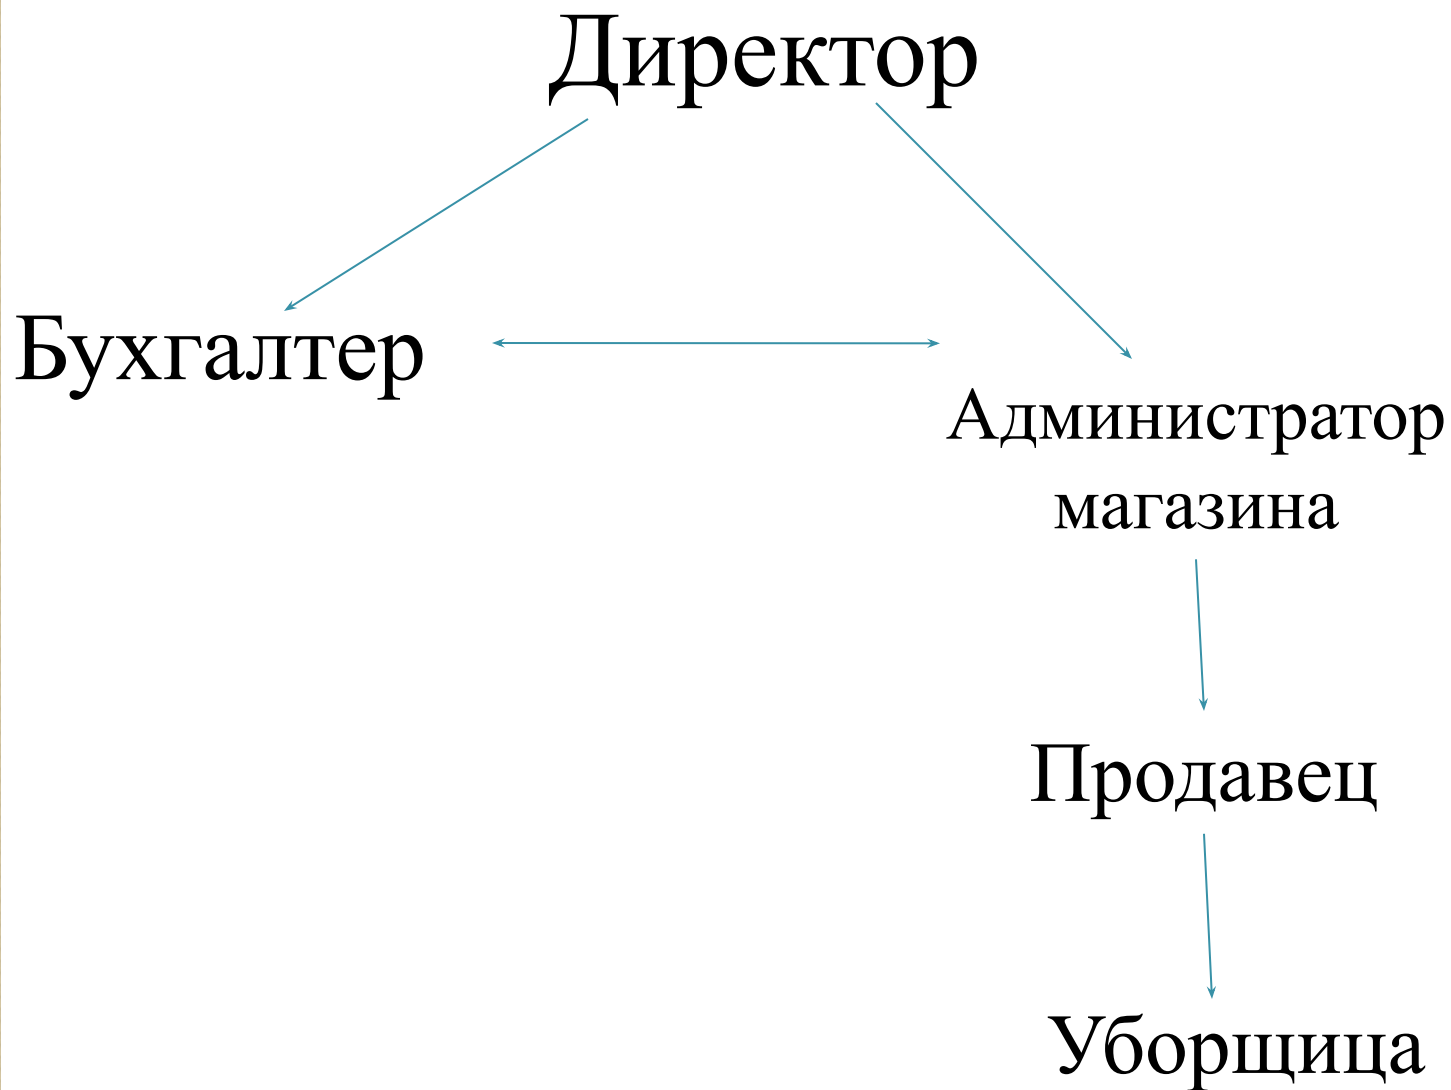 Директор
Бухгалтер
Администратор
магазина
Продавец
Уборщица